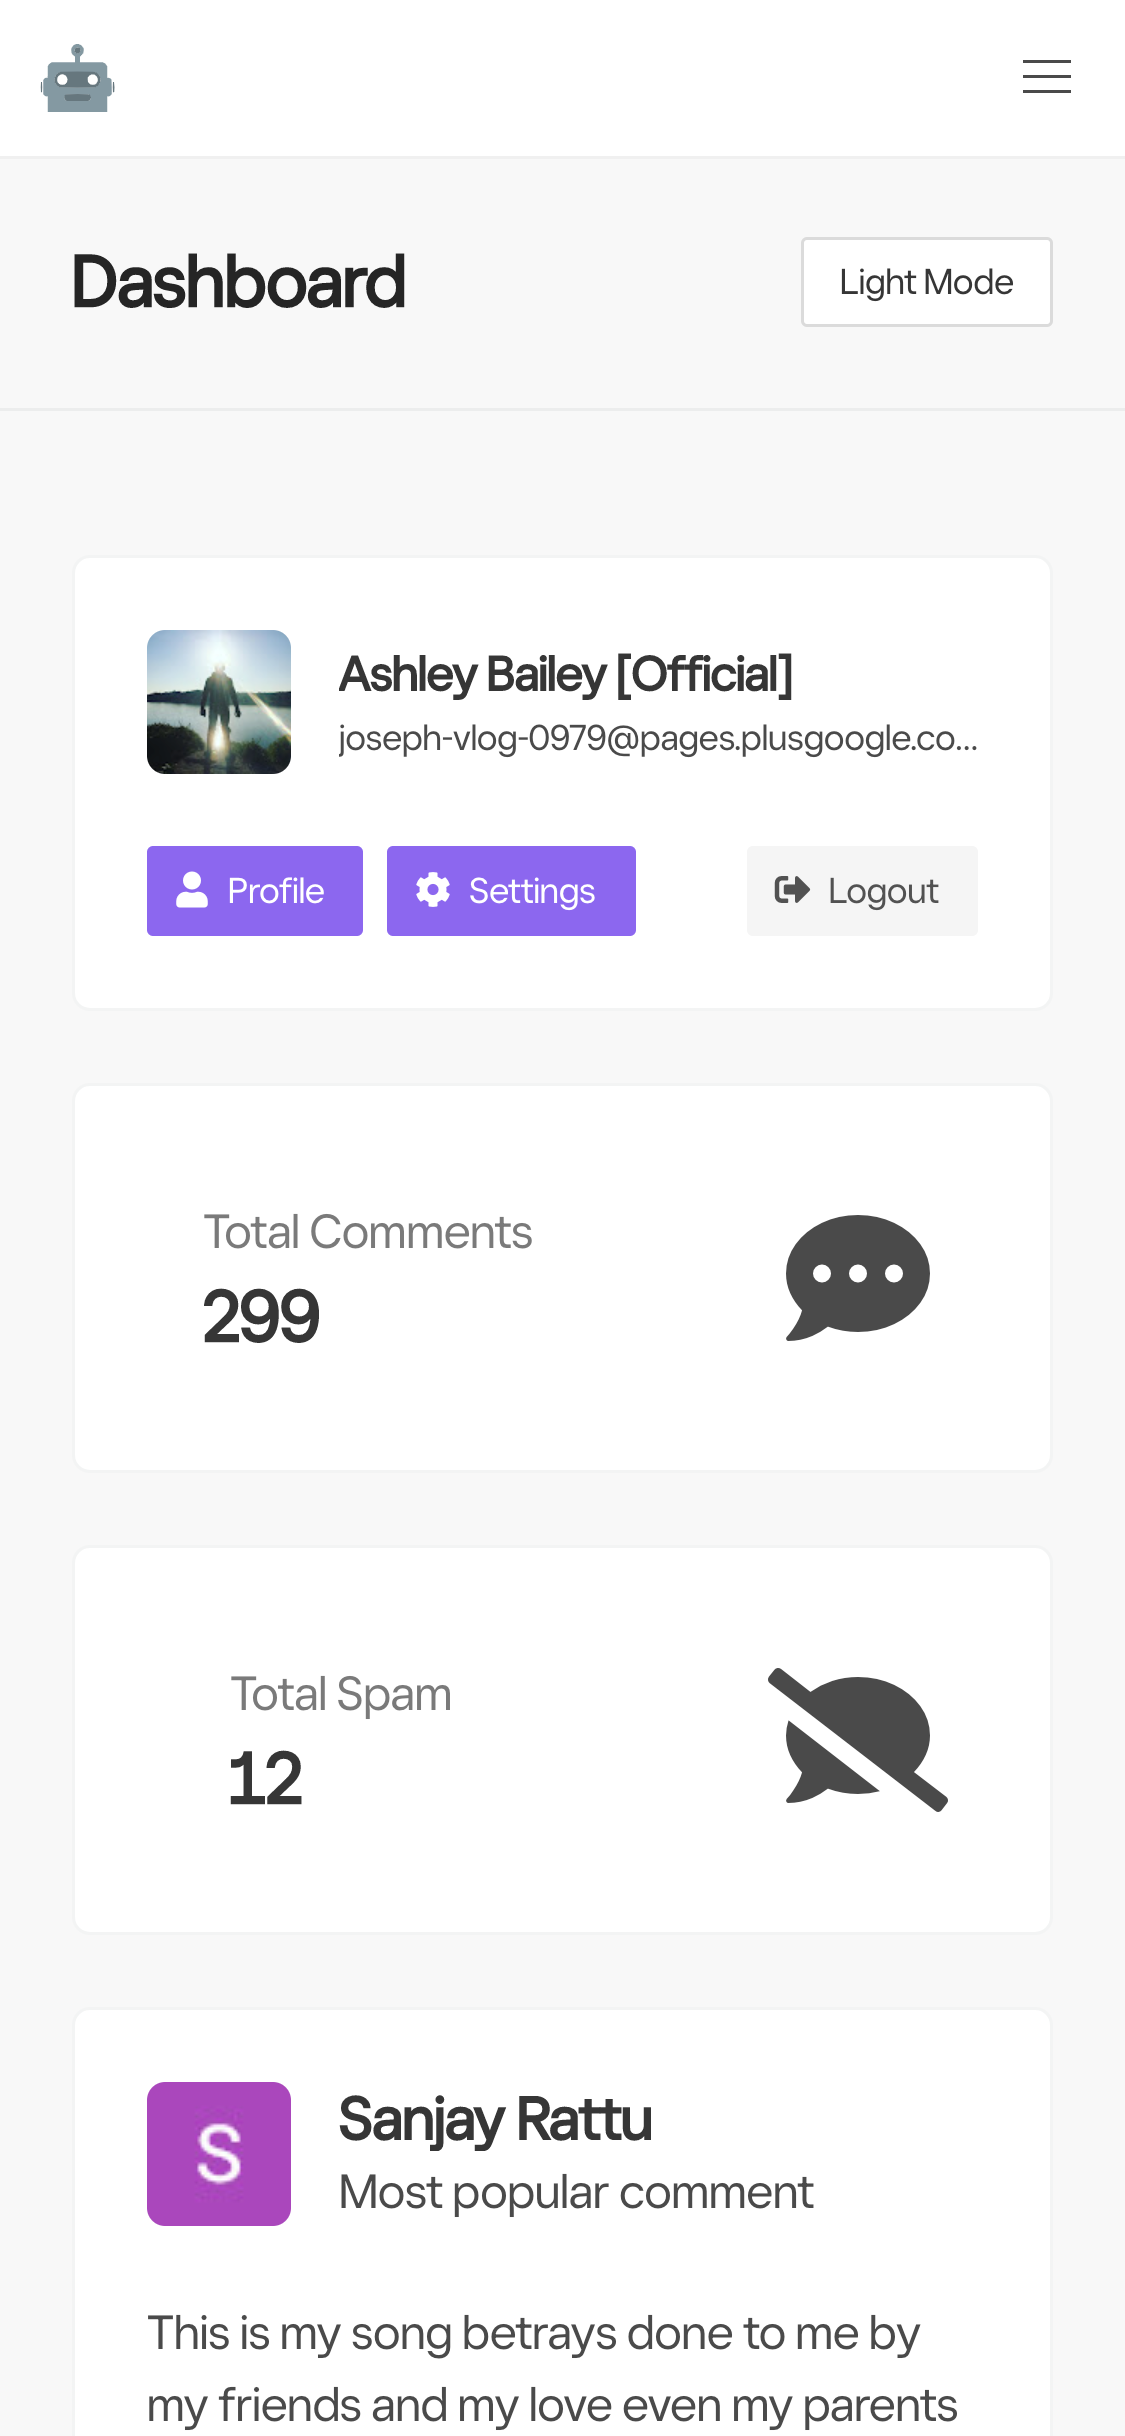 Dashboard
Light Mode
Ashley Bailey [Official]
joseph-vlog-0979@pages.plusgoogle.co...
Profile
Settings
Logout
Total Comments
299
Total Spam
12
S
Sanjay Rattu
Most popular comment
This is my song betrays done to me by
my friends and my love even my parents